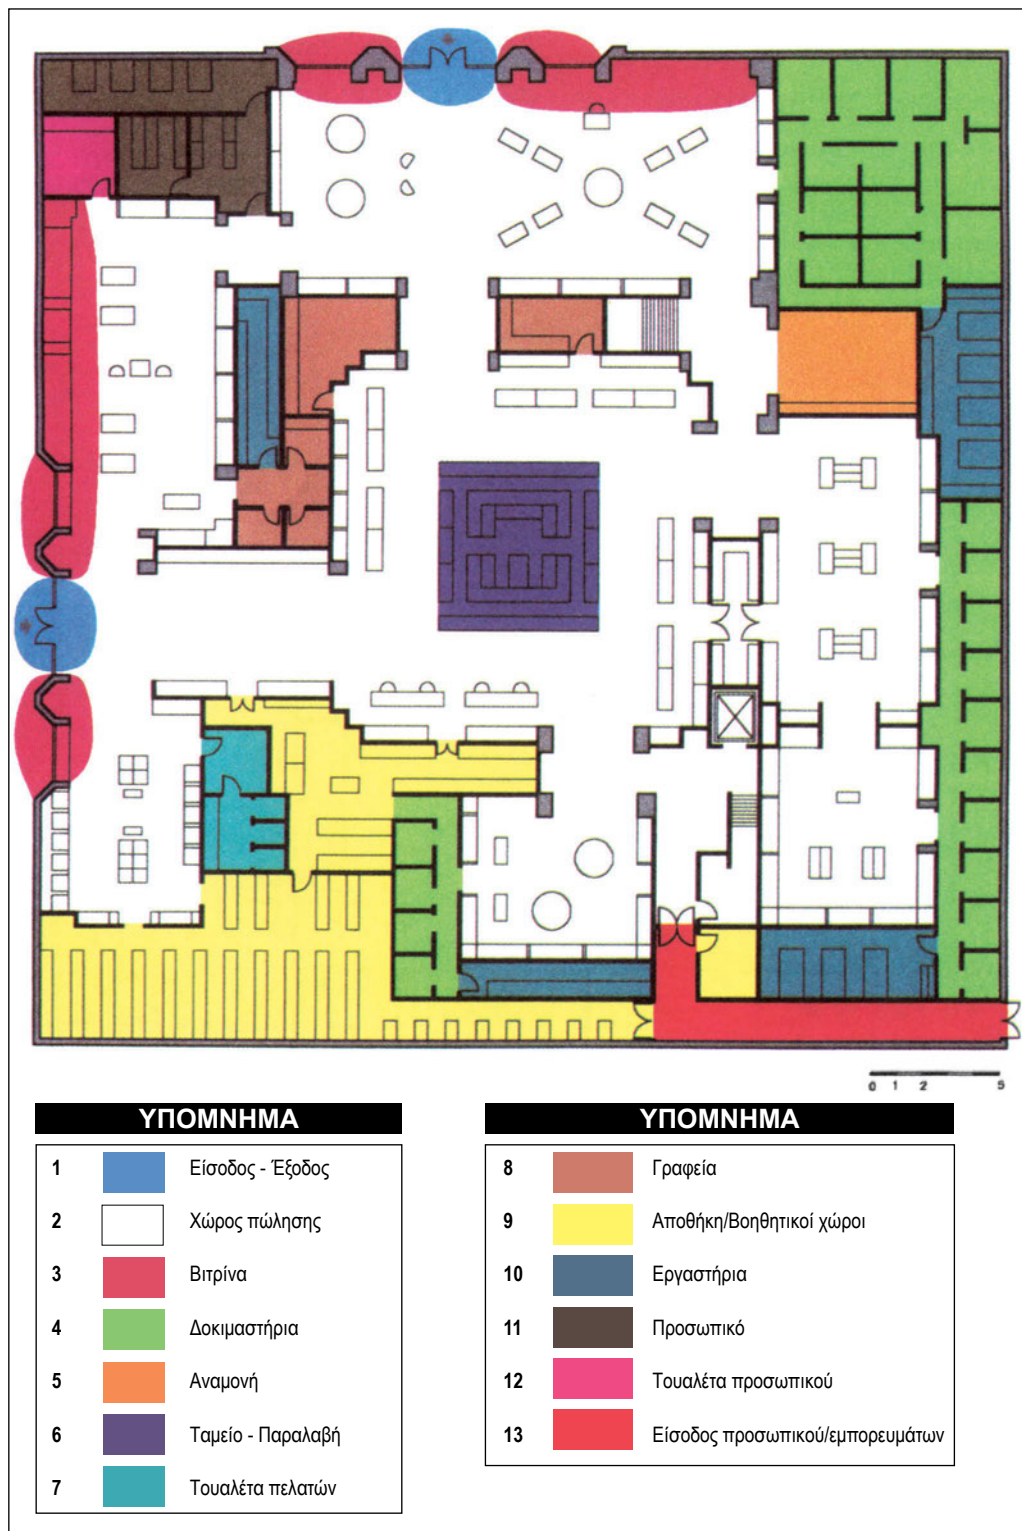 0 1 2 5
ΥΠΟΜΝΗΜΑ
1 Είσοδος - Έξοδος
2 Χώρος πώλησης
3 Βιτρίνα
4 Δοκιμαστήρια
5 Αναμονή
6 Ταμείο - Παραλαβή
7 Τουαλέτα πελατών
ΥΠΟΜΝΗΜΑ
8 Γραφεία
9 Αποθήκη/Βοηθητικοί χώροι
10 Εργαστήρια
11 Προσωπικό
12 Τουαλέτα προσωπικού
13 Είσοδος προσωπικού/εμπορευμάτων